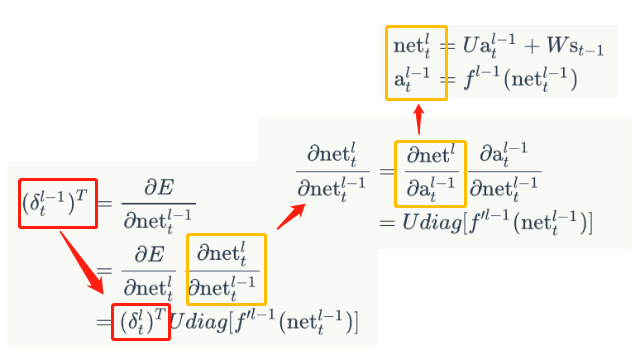 $\mathrm{net}_t^l = U\mathrm{a}_t^{l-1} + W\mathrm{s}_{t-1}$
$\mathrm{a}_t^{l-1} = f^{l-1}(\mathrm{net}_t^{l-1})$
$\frac{\partial \mathrm{net}_t^l}{\partial \mathrm{net}_t^{l-1}} = \frac{\partial \mathrm{net}^l}{\partial \mathrm{a}_t^{l-1}} \frac{\partial \mathrm{a}_t^{l-1}}{\partial \mathrm{net}_t^{l-1}}$
$= Udiag[f'^{l-1}(\mathrm{net}_t^{l-1})]$
$(\delta_t^{l-1})^T = \frac{\partial E}{\partial \mathrm{net}_t^{l-1}}$
$= \frac{\partial E}{\partial \mathrm{net}_t^l} \frac{\partial \mathrm{net}_t^l}{\partial \mathrm{net}_t^{l-1}}$
$= (\delta_t^l)^T Udiag[f'^{l-1}(\mathrm{net}_t^{l-1})]$